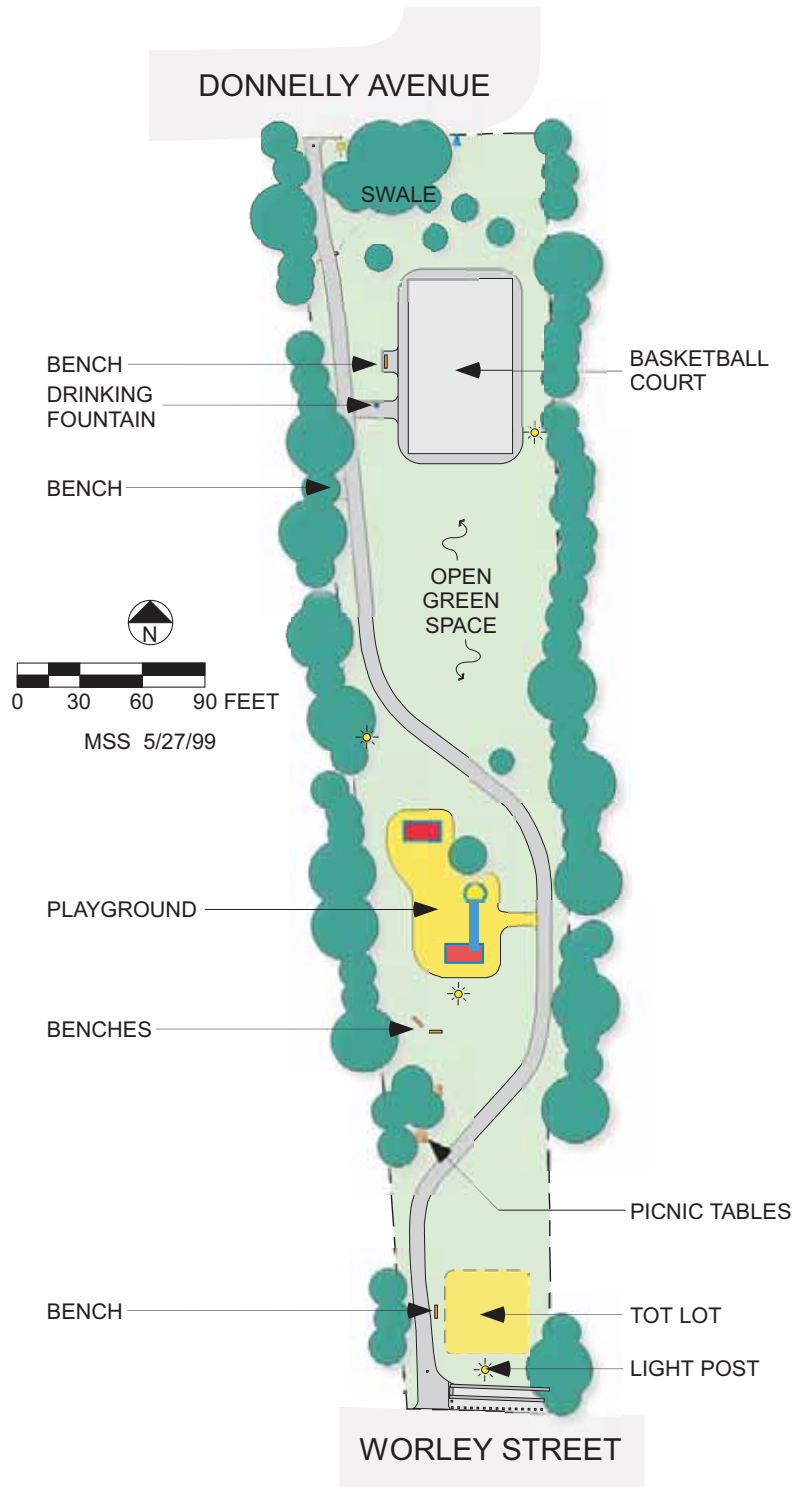 DONNELLY AVENUE
SWALE
BENCH
DRINKING
FOUNTAIN
BASKETBALL
COURT
BENCH
OPEN
GREEN
SPACE
N
0 30 60 90 FEET
MSS 5/27/99
PLAYGROUND
BENCHES
PICNIC TABLES
BENCH
TOT LOT
LIGHT POST
WORLEY STREET